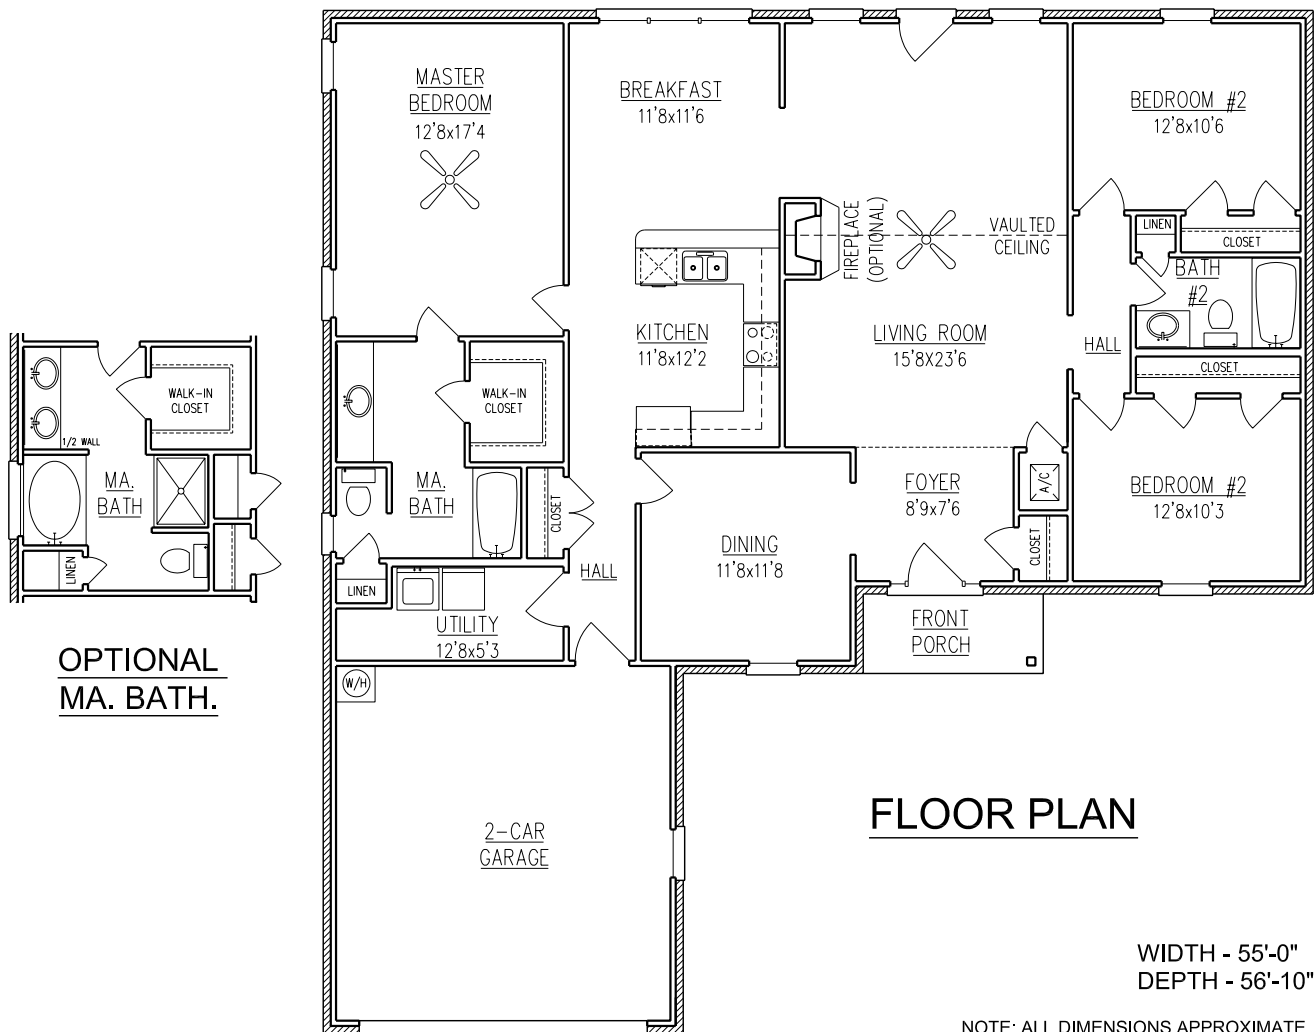 MASTER
BEDROOM
12'8x17'4
BREAKFAST
11'8x11'6
BEDROOM #2
12'8x10'6
FIREPLACE
(OPTIONAL)
VAULTED
CEILING
LINEN
CLOSET
BATH
#2
KITCHEN
11'8x12'2
LIVING ROOM
15'8X23'6
HALL
CLOSET
WALK-IN
CLOSET
1/2 WALL
MA.
BATH
LINEN
OPTIONAL
MA. BATH.
WALK-IN
CLOSET
MA.
BATH
CLOSET
LINEN
HALL
UTILITY
12'8x5'3
DINING
11'8x11'8
FOYER
8'9x7'6
A/C
CLOSET
BEDROOM #2
12'8x10'3
FRONT
PORCH
W/H
2-CAR
GARAGE
FLOOR PLAN
WIDTH - 55'-0"
DEPTH - 56'-10"
NOTE: ALL DIMENSIONS APPROXIMATE